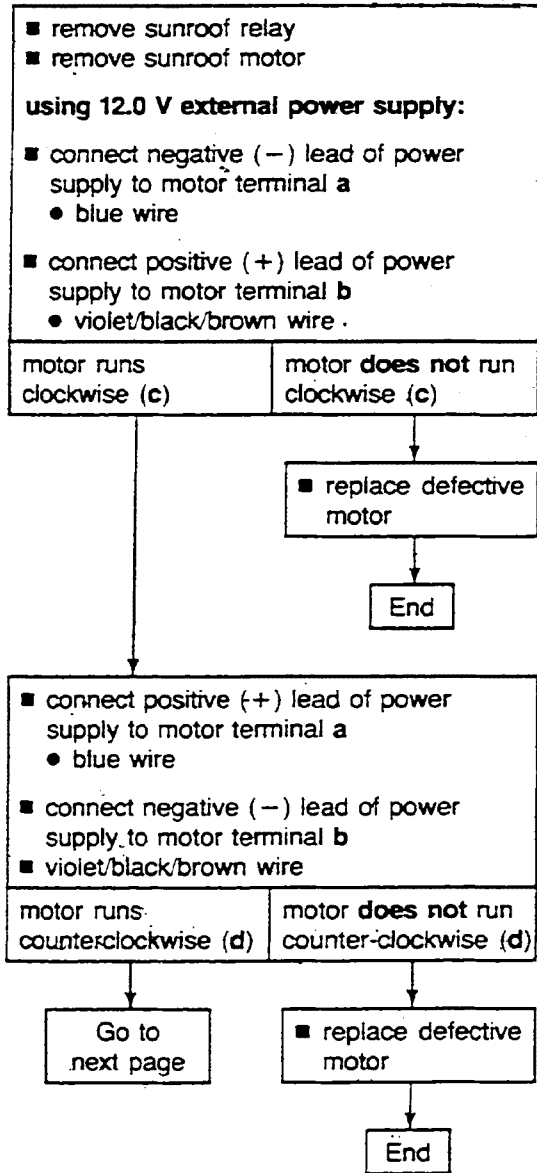 ■ remove sunroof relay
■ remove sunroof motor
using 12.0 V external power supply:
■ connect negative (−) lead of power
supply to motor terminal a
● blue wire
■ connect positive (+) lead of power
supply to motor terminal b
● violet/black/brown wire
motor runs
clockwise (c)
motor does not run
clockwise (c)
■ replace defective
motor
End
■ connect positive (+) lead of power
supply to motor terminal a
● blue wire
■ connect negative (−) lead of power
supply to motor terminal b
■ violet/black/brown wire
motor runs
counterclockwise (d)
motor does not run
counter-clockwise (d)
Go to
next page
■ replace defective
motor
End